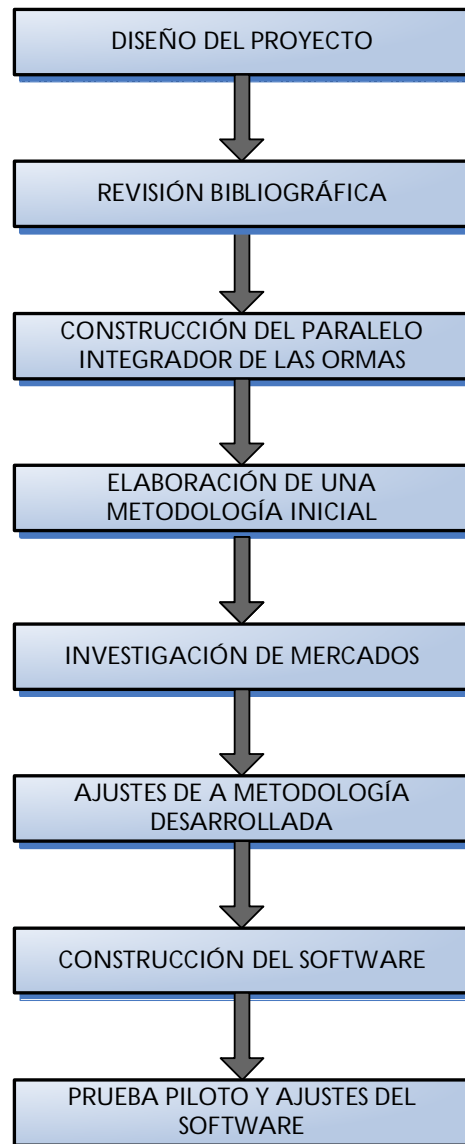 DISEÑO DEL PROYECTO
REVISIÓN BIBLIOGRÁFICA
CONSTRUCCIÓN DEL PARALELO
INTEGRADOR DE LAS ORMAS
ELABORACIÓN DE UNA
METODOLOGÍA INICIAL
INVESTIGACIÓN DE MERCADOS
AJUSTES DE A METODOLOGÍA
DESARROLLADA
CONSTRUCCIÓN DEL SOFTWARE
PRUEBA PILOTO Y AJUSTES DEL
SOFTWARE